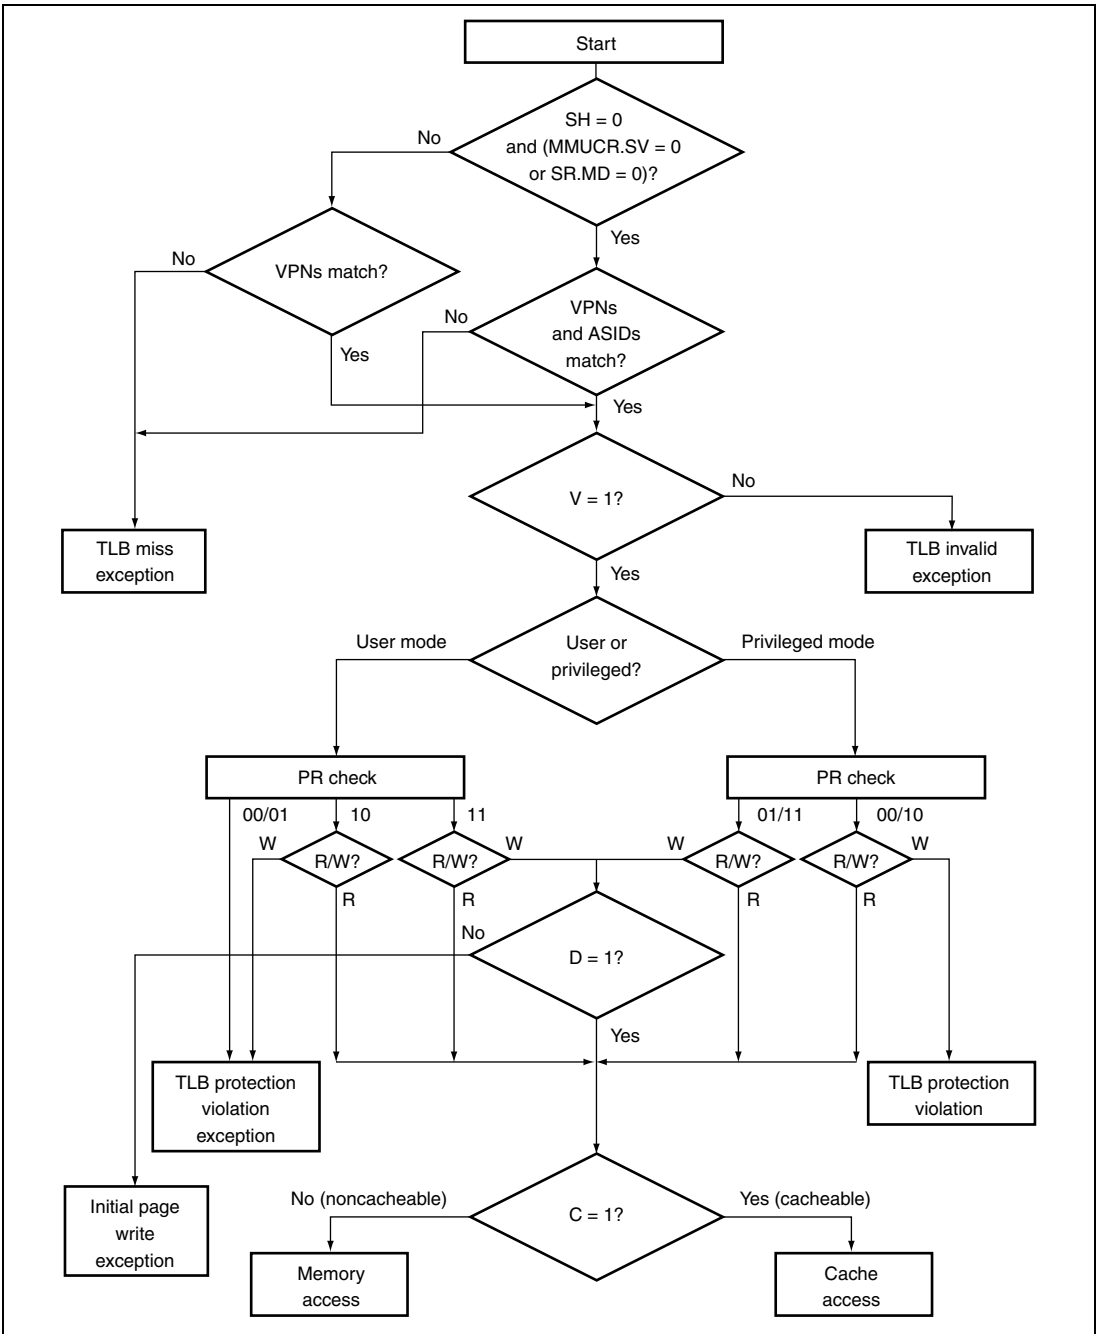 Start
SH = 0
and (MMUCR.SV = 0
or SR.MD = 0)?
No
Yes
VPNs match?
No
Yes
VPNs
and ASIDs
match?
No
Yes
V = 1?
No
Yes
TLB miss
exception
TLB invalid
exception
User or
privileged?
User mode
Privileged mode
PR check
PR check
00/01
10
11
01/11
00/10
W
R/W?
R
R/W?
W
R
W
R/W?
R
R/W?
W
R
No
D = 1?
Yes
TLB protection
violation
exception
TLB protection
violation
Initial page
write
exception
No (noncacheable)
C = 1?
Yes (cacheable)
Memory
access
Cache
access